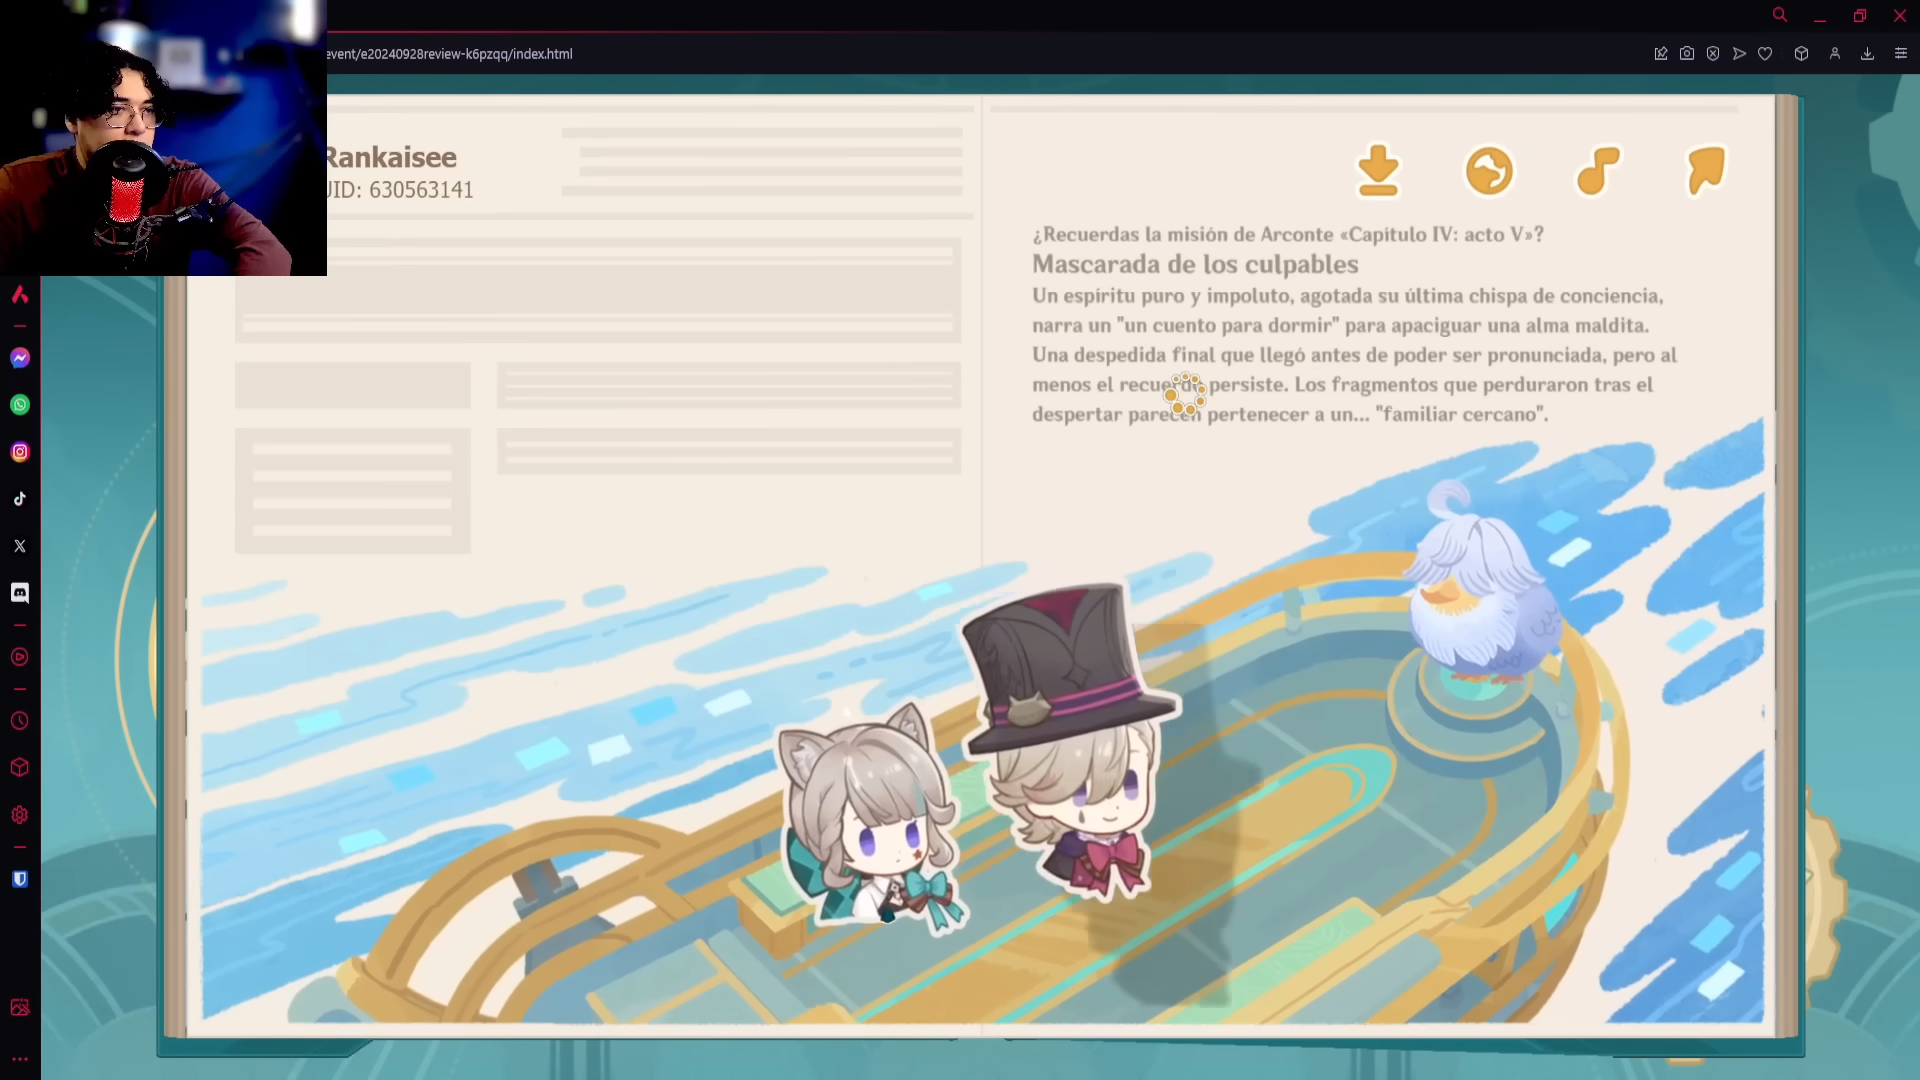 event/e20240928review-k6pzqq/index.html
Rankaisee
UID: 630563141
¿Recuerdas la misión de Arconte «Capítulo IV: acto V»?
Mascarada de los culpables
Un espíritu puro y impoluto, agotada su última chispa de conciencia,
narra un "un cuento para dormir" para apaciguar una alma maldita.
Una despedida final que llegó antes de poder ser pronunciada, pero al
menos el recuerdo persiste. Los fragmentos que perduraron tras el
despertar parecen pertenecer a un... "familiar cercano".